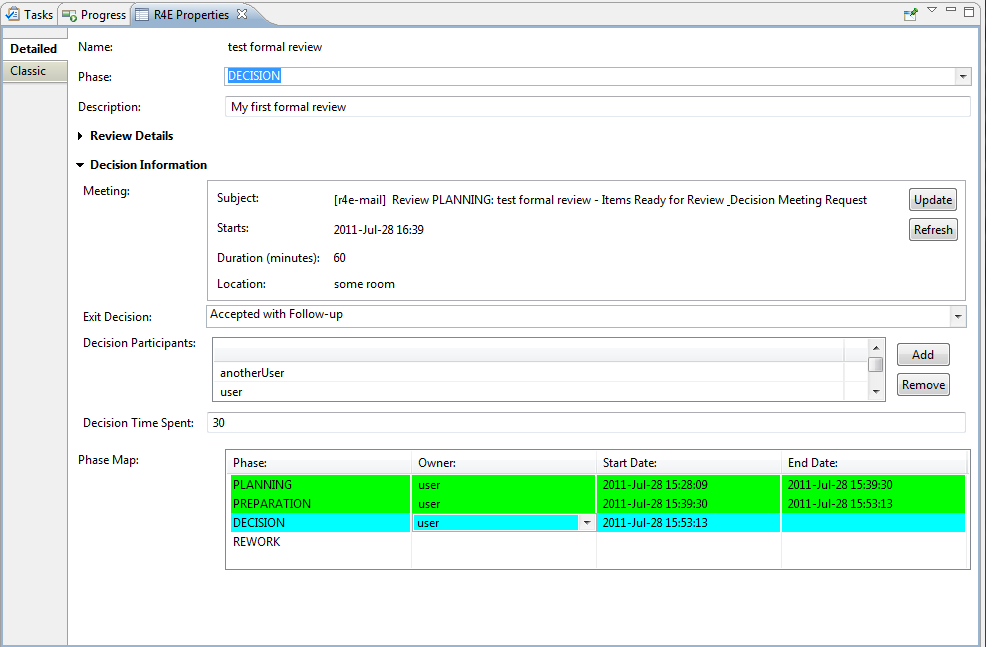 Tasks Progress R4E Properties
Detailed
Classic
Name: test formal review
Phase: DECISION
Description: My first formal review
Review Details
Decision Information
Meeting:
Subject: [r4e-mail] Review PLANNING: test formal review - Items Ready for Review _Decision Meeting Request Update
Starts: 2011-Jul-28 16:39 Refresh
Duration (minutes): 60
Location: some room
Exit Decision: Accepted with Follow-up
Decision Participants:
anotherUser
user
Add
Remove
Decision Time Spent: 30
Phase Map:
Phase: Owner: Start Date: End Date:
PLANNING user 2011-Jul-28 15:28:09 2011-Jul-28 15:39:30
PREPARATION user 2011-Jul-28 15:39:30 2011-Jul-28 15:53:13
DECISION user 2011-Jul-28 15:53:13
REWORK